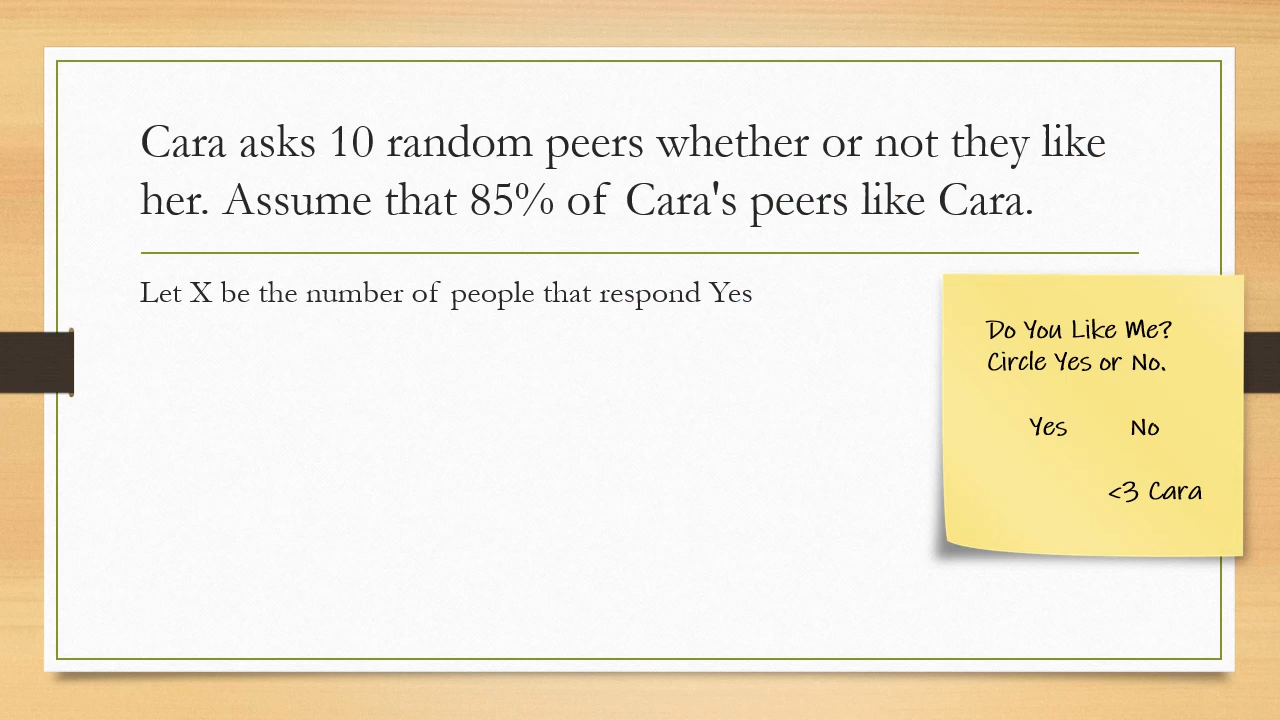 Cara asks 10 random peers whether or not they like
her. Assume that 85% of Cara's peers like Cara.
Let X be the number of people that respond Yes
Do You Like Me?
Circle Yes or No.
Yes No
<3 Cara